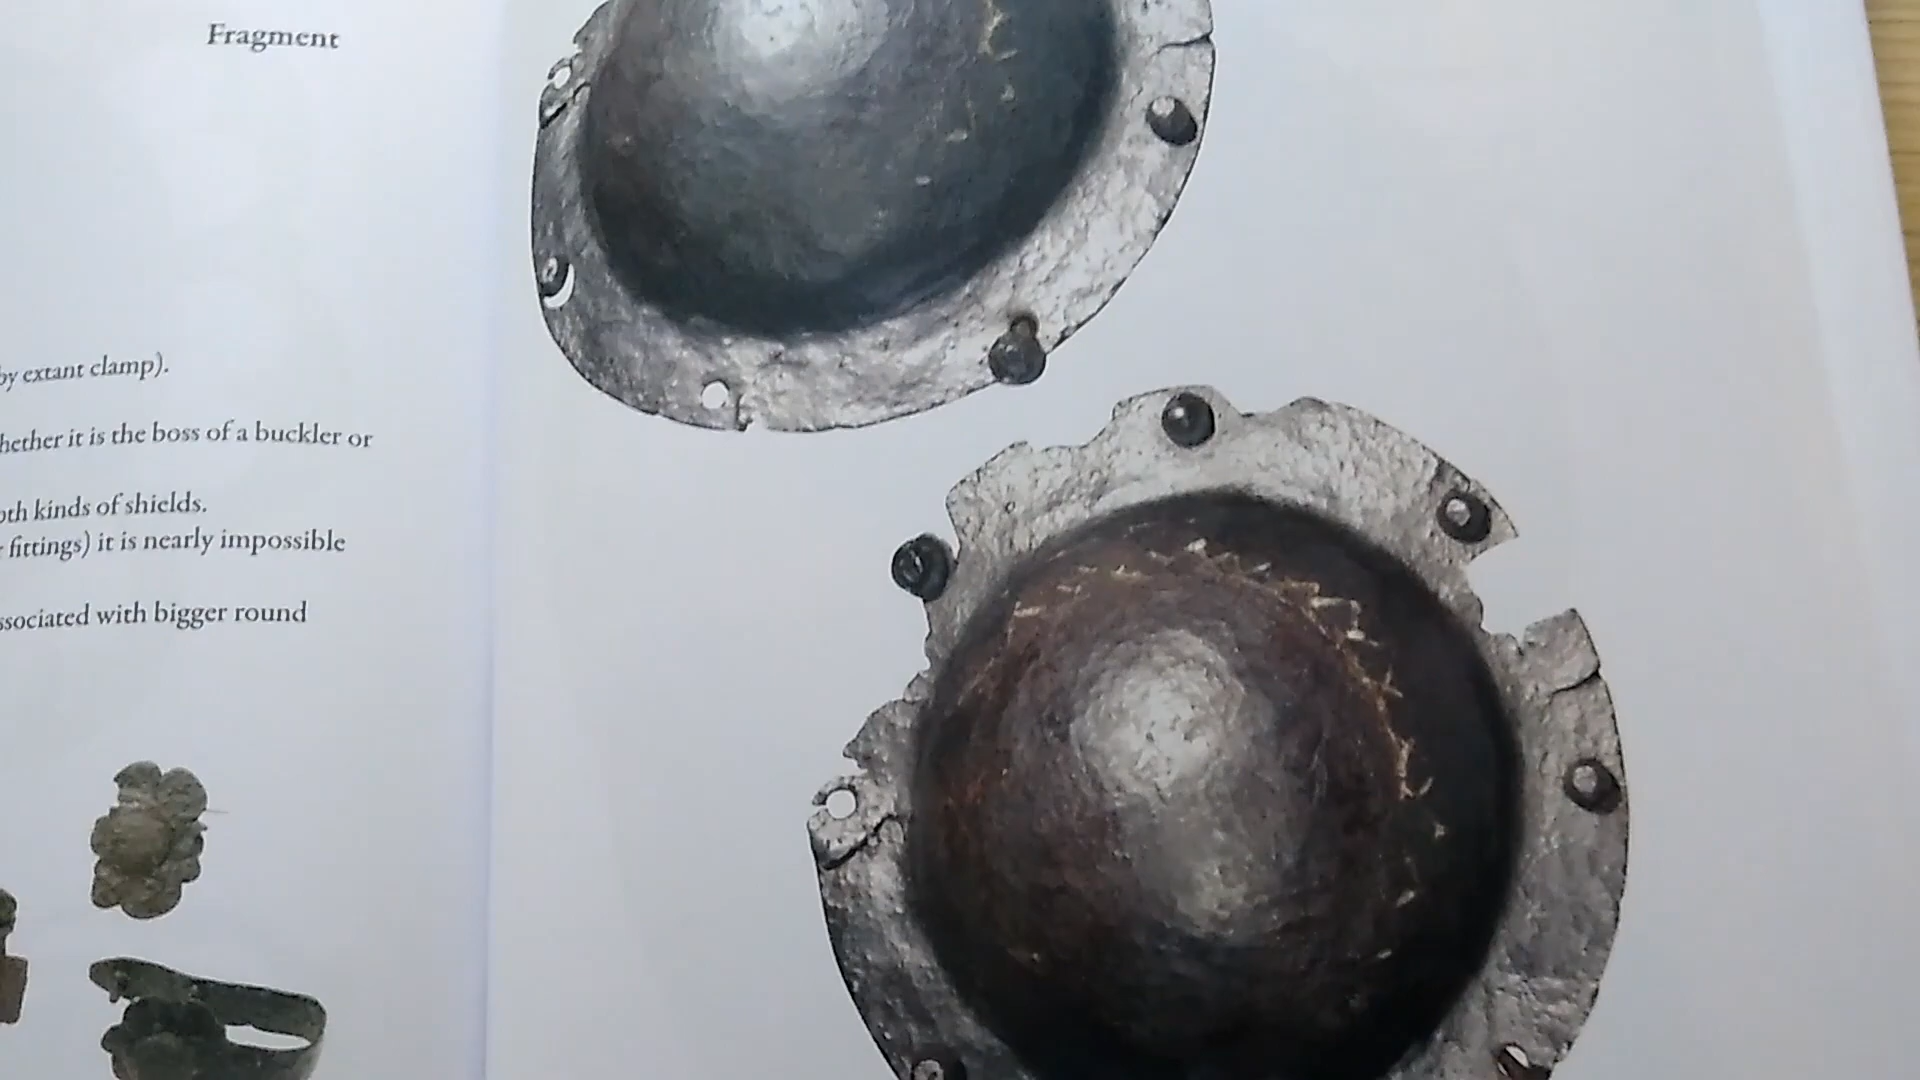 Fragment
by extant clamp).
hether it is the boss of a buckler or
oth kinds of shields.
fittings) it is nearly impossible
ssociated with bigger round